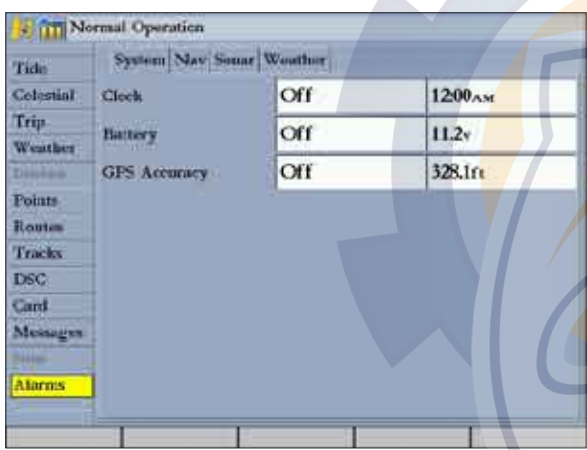 Normal Operation
System Nav Sonar Weather
Tide
Celestial
Trip
Weather
Points
Routes
Tracks
DSC
Card
Messages
Alarms
Clock Off 12:00AM
Battery Off 11.2v
GPS Accuracy Off 328.1ft